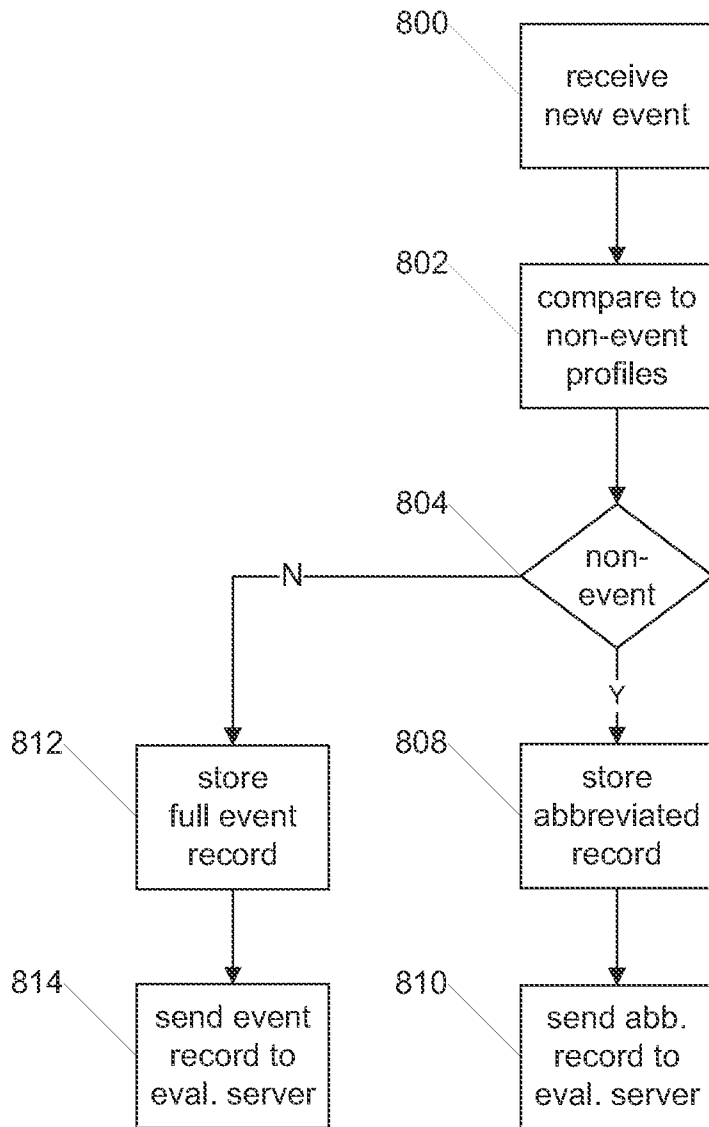 800
receive
new event
802
compare to
non-event
profiles
804
non-
event
N
Y
812
store
full event
record
808
store
abbreviated
record
814
send event
record to
eval. server
810
send abb.
record to
eval. server